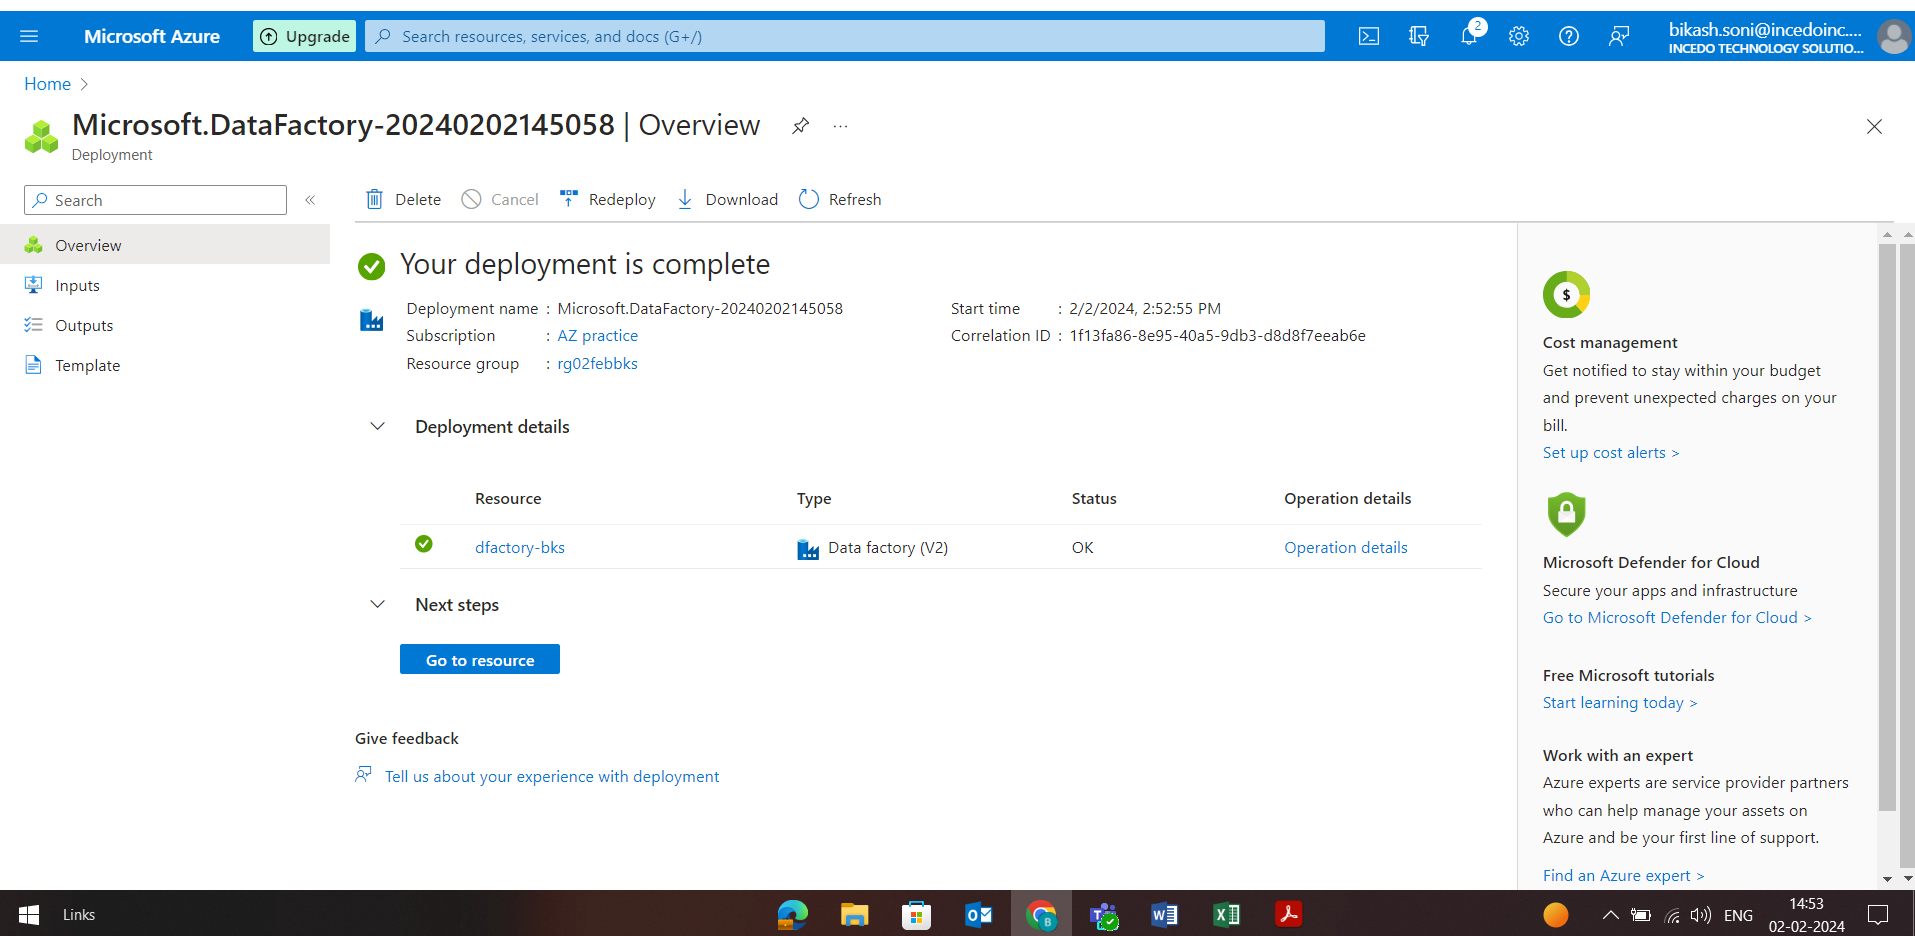 Microsoft Azure
Upgrade
Search resources, services, and docs (G+/)
2
bikash.soni@incedoinc....
INCEDO TECHNOLOGY SOLUTIO...
Home
Microsoft.DataFactory-20240202145058 | Overview
Deployment
Search
Delete
Cancel
Redeploy
Download
Refresh
Overview
Inputs
Outputs
Template
Your deployment is complete
Deployment name : Microsoft.DataFactory-20240202145058
Subscription : AZ practice
Resource group : rg02febbks
Start time : 2/2/2024, 2:52:55 PM
Correlation ID : 1f13fa86-8e95-40a5-9db3-d8d8f7eeab6e
Deployment details
Resource Type Status Operation details
dfactory-bks Data factory (V2) OK Operation details
Next steps
Go to resource
Give feedback
Tell us about your experience with deployment
$
Cost management
Get notified to stay within your budget
and prevent unexpected charges on your
bill.
Set up cost alerts >
Microsoft Defender for Cloud
Secure your apps and infrastructure
Go to Microsoft Defender for Cloud >
Free Microsoft tutorials
Start learning today >
Work with an expert
Azure experts are service provider partners
who can help manage your assets on
Azure and be your first line of support.
Find an Azure expert >
Links
B
ENG
14:53
02-02-2024